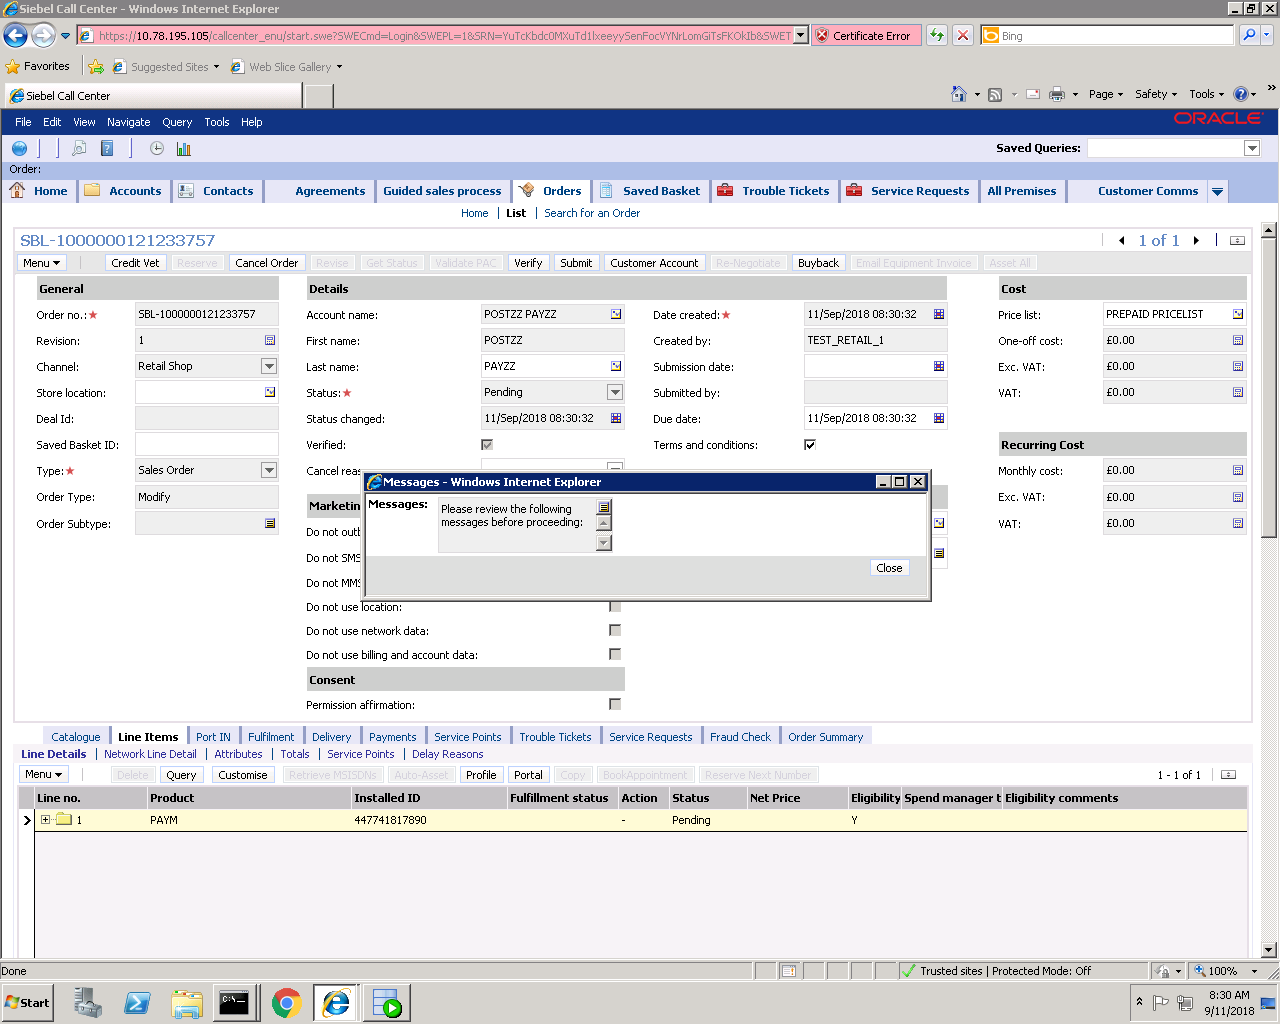 Siebel Call Center - Windows Internet Explorer
https://10.78.195.105/callcenter_enu/start.swe?SWECmd=Login&SWEPL=1&SRN= Certificate Error Bing
Favorites Suggested Sites Web Slice Gallery
Siebel Call Center Page Safety Tools
File Edit View Navigate Query Tools Help ORACLE
Saved Queries:
Order:
Home Accounts Contacts Agreements Guided sales process Orders Saved Basket Trouble Tickets Service Requests All Premises Customer Comms
Home List Search for an Order
SBL-1000000121233757 1 of 1
Menu Credit Vet Reserve Cancel Order Revise Get Status Validate PAC Verify Submit Customer Account Re-Negotiate Buyback Email Equipment Invoice Asset All
General Details Cost
Order no.:★ SBL-1000000121233757 Account name: POSTZZ PAYZZ Date created:★ 11/Sep/2018 08:30:32 Price list: PREPAID PRICELIST
Revision: 1 First name: POSTZZ Created by: TEST_RETAIL_1 One-off cost: £0.00
Channel: Retail Shop Last name: PAYZZ Submission date: Exc. VAT: £0.00
Store location: Status:★ Pending Submitted by: VAT: £0.00
Deal Id: Status changed: 11/Sep/2018 08:30:32 Due date: 11/Sep/2018 08:30:32
Saved Basket ID: Verified: Terms and conditions: Recurring Cost
Type:★ Sales Order Cancel reas Monthly cost: £0.00
Order Type: Modify Exc. VAT: £0.00
Order Subtype: VAT: £0.00
Messages - Windows Internet Explorer
Messages: Please review the following
messages before proceeding:
Close
Marketin
Do not outb
Do not SMS
Do not MMS
Do not use location:
Do not use network data:
Do not use billing and account data:
Consent
Permission affirmation:
Catalogue Line Items Port IN Fulfilment Delivery Payments Service Points Trouble Tickets Service Requests Fraud Check Order Summary
Line Details Network Line Detail Attributes Totals Service Points Delay Reasons
Menu Delete Query Customise Retrieve MSISDNs Auto-Asset Profile Portal Copy BookAppointment Reserve Next Number 1 - 1 of 1
Line no. Product Installed ID Fulfillment status Action Status Net Price Eligibility Spend manager t Eligibility comments
1 PAYM 447741817890 - Pending Y
Done Trusted sites | Protected Mode: Off 100%
Start 8:30 AM
9/11/2018